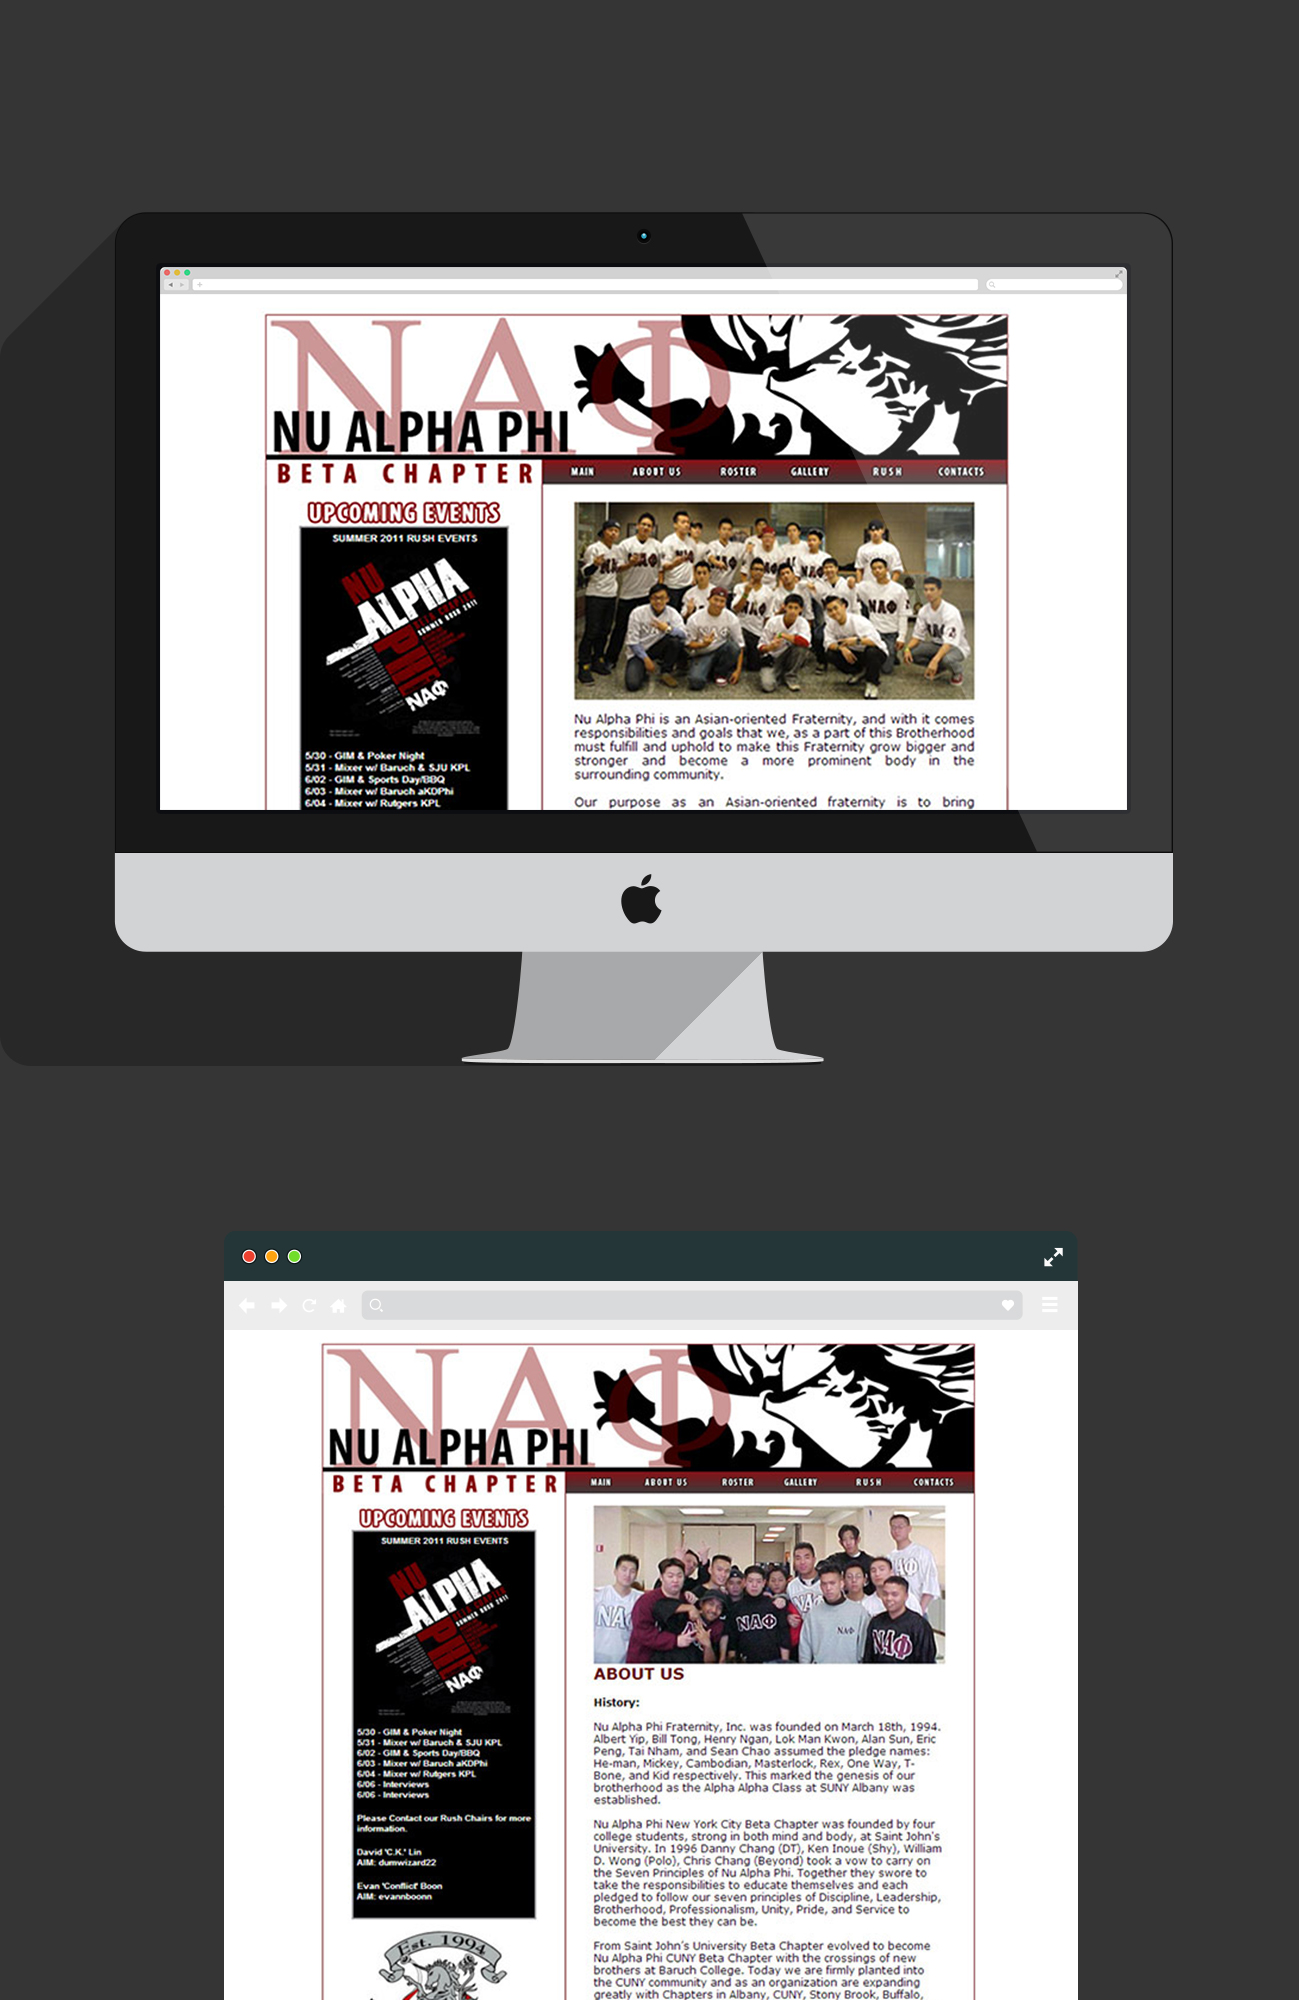 ΝΑΦ
NU ALPHA PHI
BETA CHAPTER
MAIN ABOUT US ROSTER GALLERY RUSH CONTACTS
UPCOMING EVENTS
SUMMER 2011 RUSH EVENTS
NU
ALPHA
BETA CHAPTER
SUMMER RUSH 2011
PHI
ΝΑΦ
5/30 - GIM & Poker Night
5/31 - Mixer w/ Baruch & SJU KPL
6/02 - GIM & Sports Day/BBQ
6/03 - Mixer w/ Baruch aKDPhi
6/04 - Mixer w/ Rutgers KPL
ΝΑΦ
Nu Alpha Phi is an Asian-oriented Fraternity, and with it comes
responsibilities and goals that we, as a part of this Brotherhood
must fulfill and uphold to make this Fraternity grow bigger and
stronger and become a more prominent body in the
surrounding community.
Our purpose as an Asian-oriented fraternity is to bring
ΝΑΦ
NU ALPHA PHI
BETA CHAPTER
MAIN ABOUT US ROSTER GALLERY RUSH CONTACTS
UPCOMING EVENTS
SUMMER 2011 RUSH EVENTS
NU
ALPHA
BETA CHAPTER
SUMMER RUSH 2011
PHI
ΝΑΦ
5/30 - GIM & Poker Night
5/31 - Mixer w/ Baruch & SJU KPL
6/02 - GIM & Sports Day/BBQ
6/03 - Mixer w/ Baruch aKDPhi
6/04 - Mixer w/ Rutgers KPL
6/06 - Interviews
6/06 - Interviews
Please Contact our Rush Chairs for more
information.
David 'C.K.' Lin
AIM: dumwizard22
Evan 'Conflict' Boon
AIM: evannboonn
Est. 1994
ΝΑΦ
ΝΑΦ
ΝΑΦ
ABOUT US
History:
Nu Alpha Phi Fraternity, Inc. was founded on March 18th, 1994.
Albert Yip, Bill Tong, Henry Ngan, Lok Man Kwon, Alan Sun, Eric
Peng, Tai Nham, and Sean Chao assumed the pledge names:
He-man, Mickey, Cambodian, Masterlock, Rex, One Way, T-
Bone, and Kid respectively. This marked the genesis of our
brotherhood as the Alpha Alpha Class at SUNY Albany was
established.
Nu Alpha Phi New York City Beta Chapter was founded by four
college students, strong in both mind and body, at Saint John's
University. In 1996 Danny Chang (DT), Ken Inoue (Shy), William
D. Wong (Polo), Chris Chang (Beyond) took a vow to carry on
the Seven Principles of Nu Alpha Phi. Together they swore to
take the responsibilities to educate themselves and each
pledged to follow our seven principles of Discipline, Leadership,
Brotherhood, Professionalism, Unity, Pride, and Service to
become the best they can be.
From Saint John's University Beta Chapter evolved to become
Nu Alpha Phi CUNY Beta Chapter with the crossings of new
brothers at Baruch College. Today we are firmly planted into
the CUNY community and as an organization are expanding
greatly with Chapters in Albany, CUNY, Stony Brook, Buffalo,